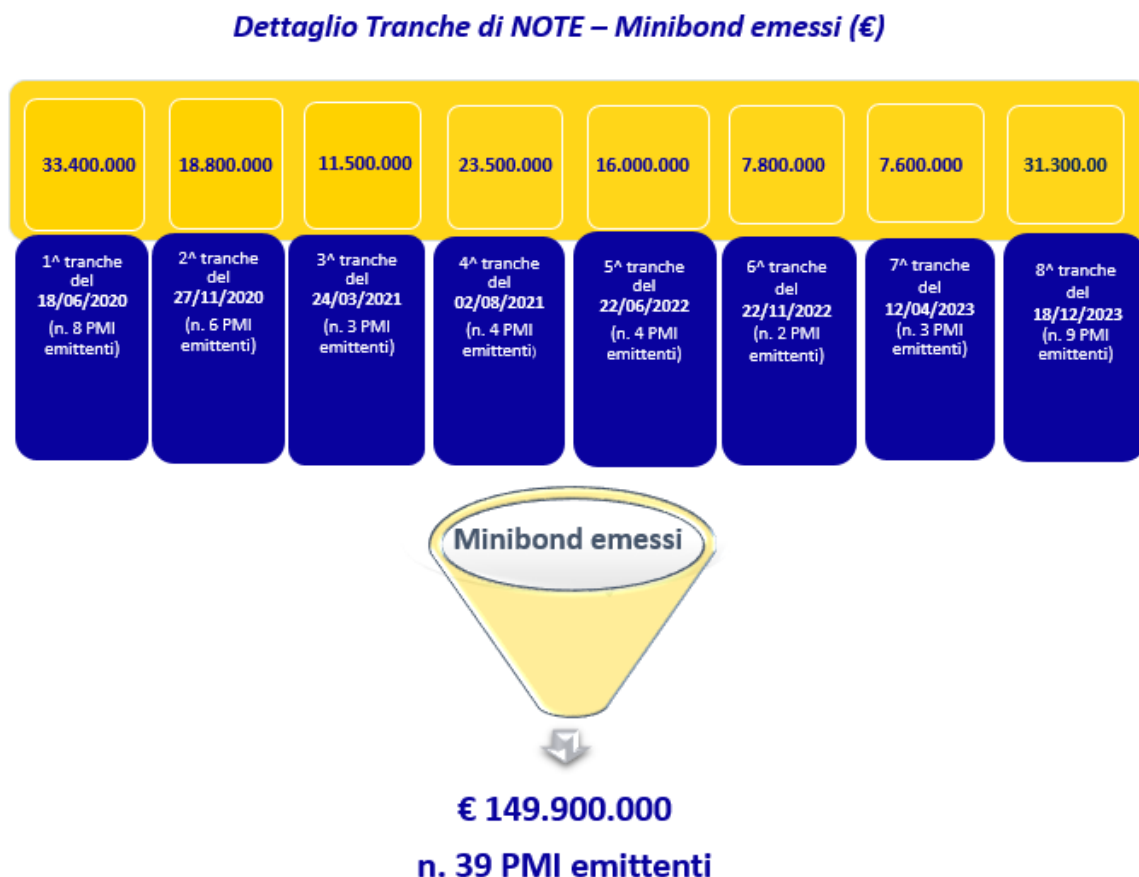 Dettaglio Tranche di NOTE – Minibond emessi (€)
33.400.000
18.800.000
11.500.000
23.500.000
16.000.000
7.800.000
7.600.000
31.300.00
1^ tranche
del
18/06/2020
(n. 8 PMI
emittenti)
2^ tranche
del
27/11/2020
(n. 6 PMI
emittenti)
3^ tranche
del
24/03/2021
(n. 3 PMI
emittenti)
4^ tranche
del
02/08/2021
(n. 4 PMI
emittenti)
5^ tranche
del
22/06/2022
(n. 4 PMI
emittenti)
6^ tranche
del
22/11/2022
(n. 2 PMI
emittenti)
7^ tranche
del
12/04/2023
(n. 3 PMI
emittenti)
8^ tranche
del
18/12/2023
(n. 9 PMI
emittenti)
Minibond emessi
€ 149.900.000
n. 39 PMI emittenti